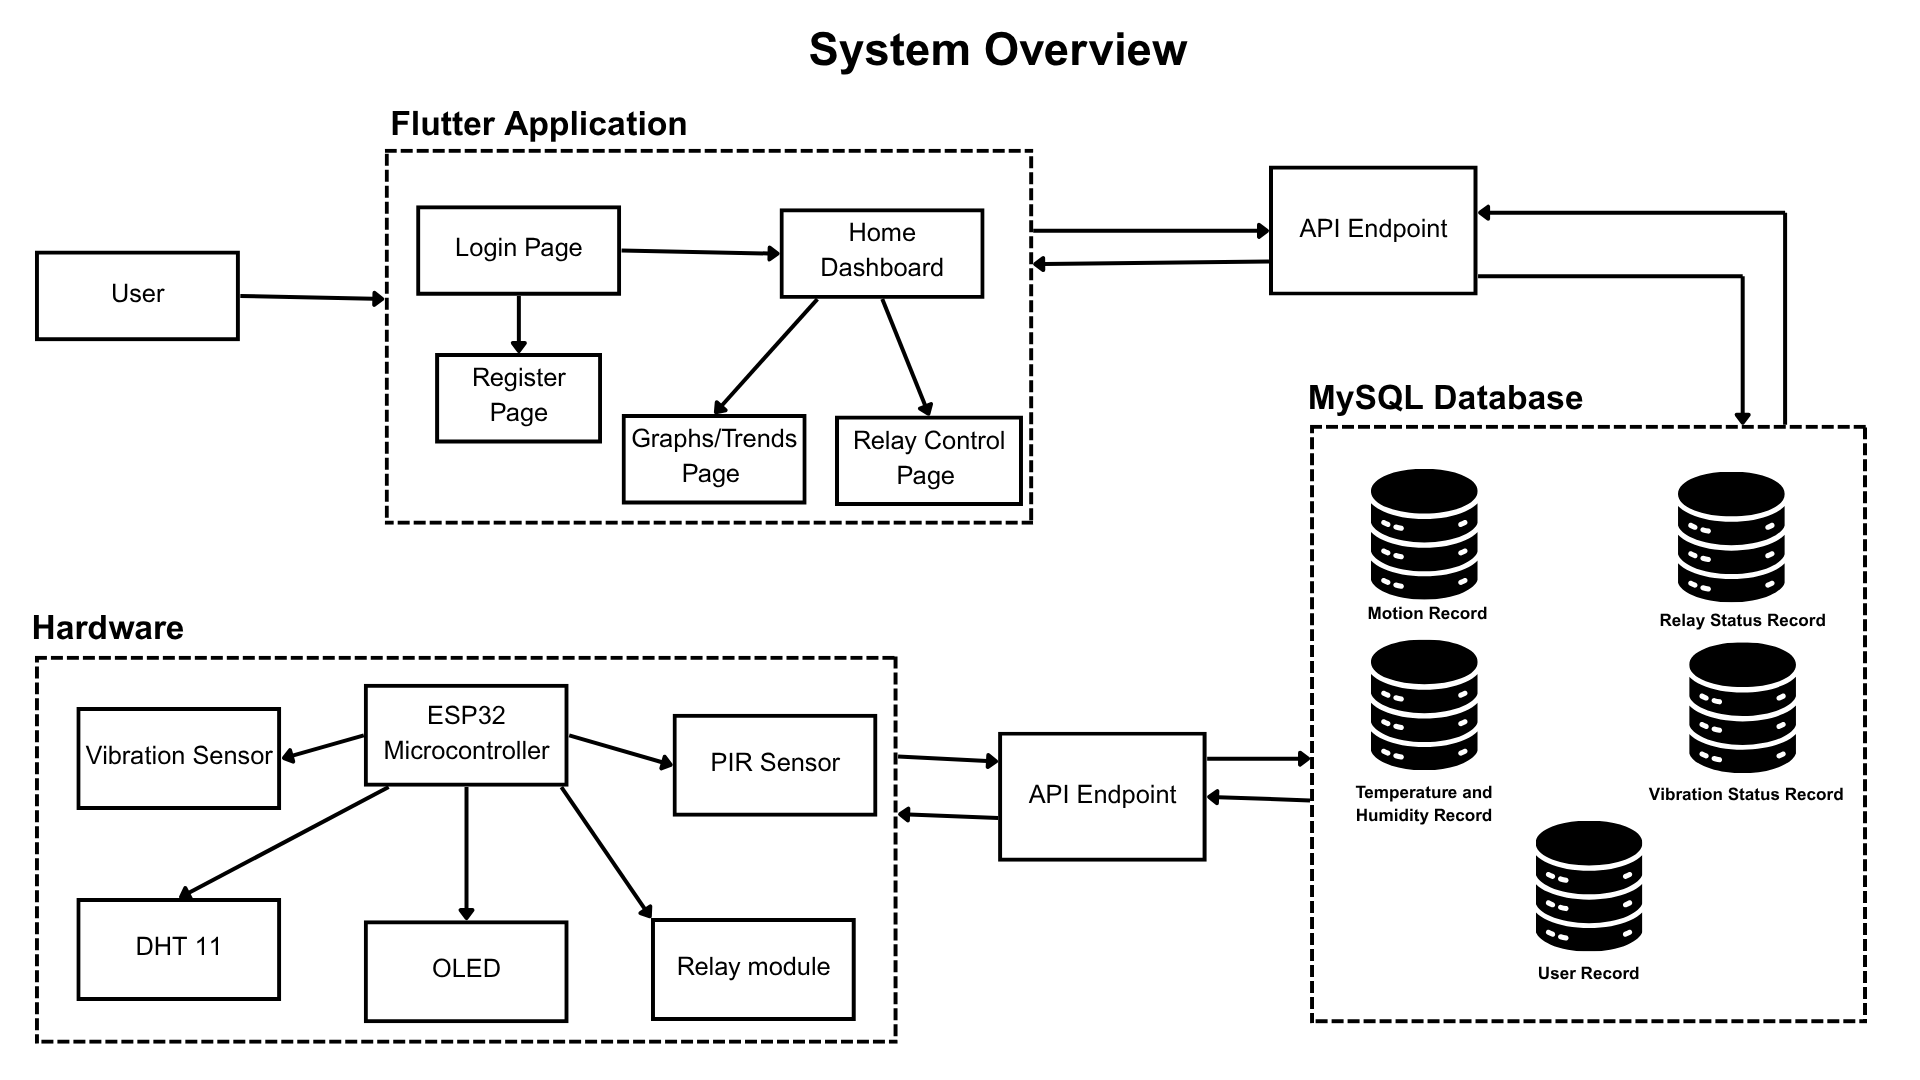 System Overview
Flutter Application
Login Page
Home
Dashboard
API Endpoint
User
Register
Page
Graphs/Trends
Page
Relay Control
Page
MySQL Database
Motion Record
Relay Status Record
Temperature and
Humidity Record
Vibration Status Record
User Record
Hardware
Vibration Sensor
ESP32
Microcontroller
PIR Sensor
API Endpoint
DHT 11
OLED
Relay module